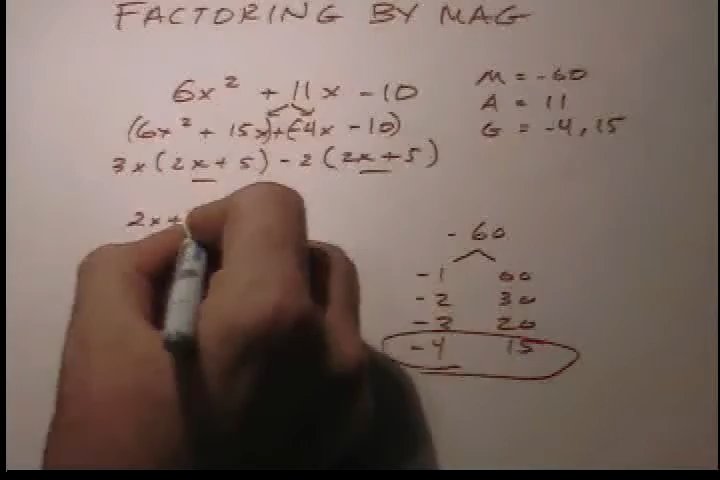 FACTORING BY MAG
6x² + 11x - 10
M = -60
(6x² + 15x) + (-4x - 10)
A = 11
G = -4, 15
3x (2x + 5) - 2 (2x + 5)
2x +
- 60
-1 60
-2 30
-3 20
-4 15